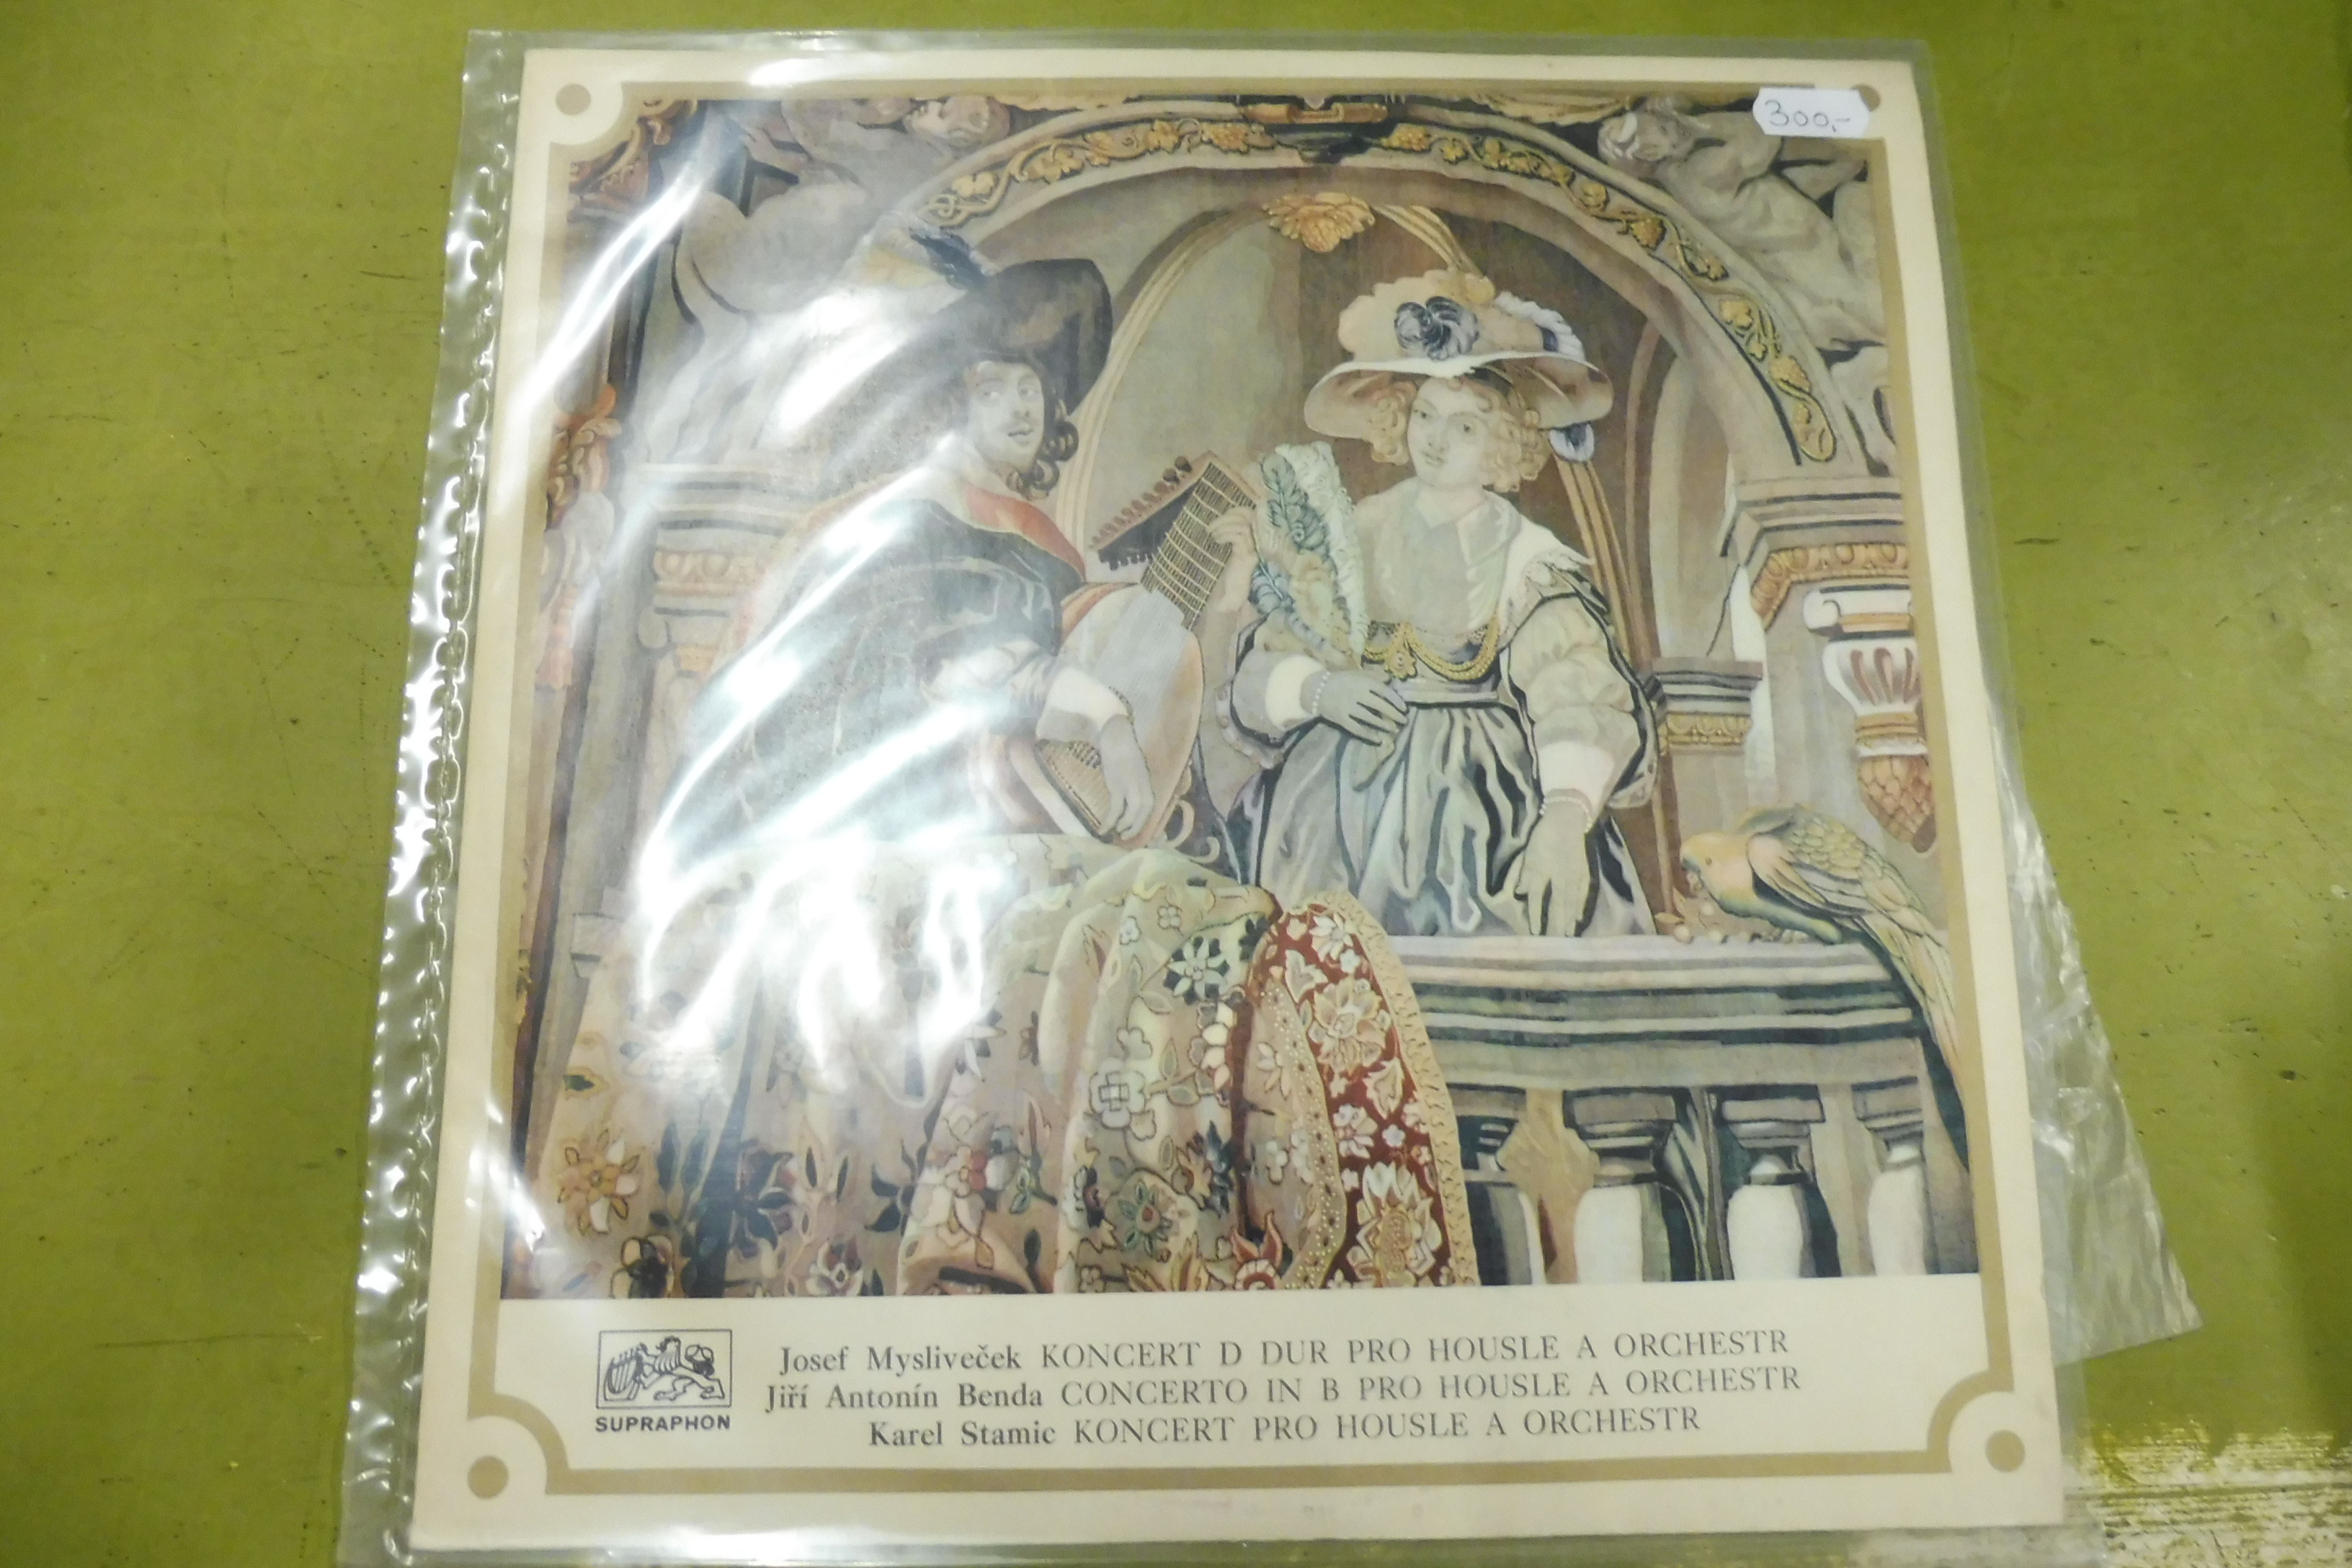 300,-
Josef Mysliveček KONCERT D DUR PRO HOUSLE A ORCHESTR
Jiří Antonín Benda CONCERTO IN B PRO HOUSLE A ORCHESTR
Karel Stamic KONCERT PRO HOUSLE A ORCHESTR
SUPRAPHON